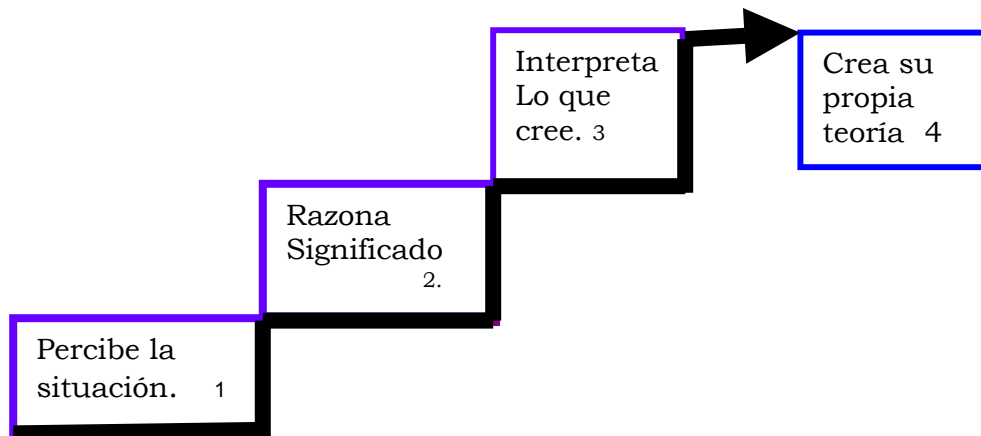 Percibe la
situación. 1
Razona
Significado
2.
Interpreta
Lo que
cree. 3
Crea su
propia
teoría 4